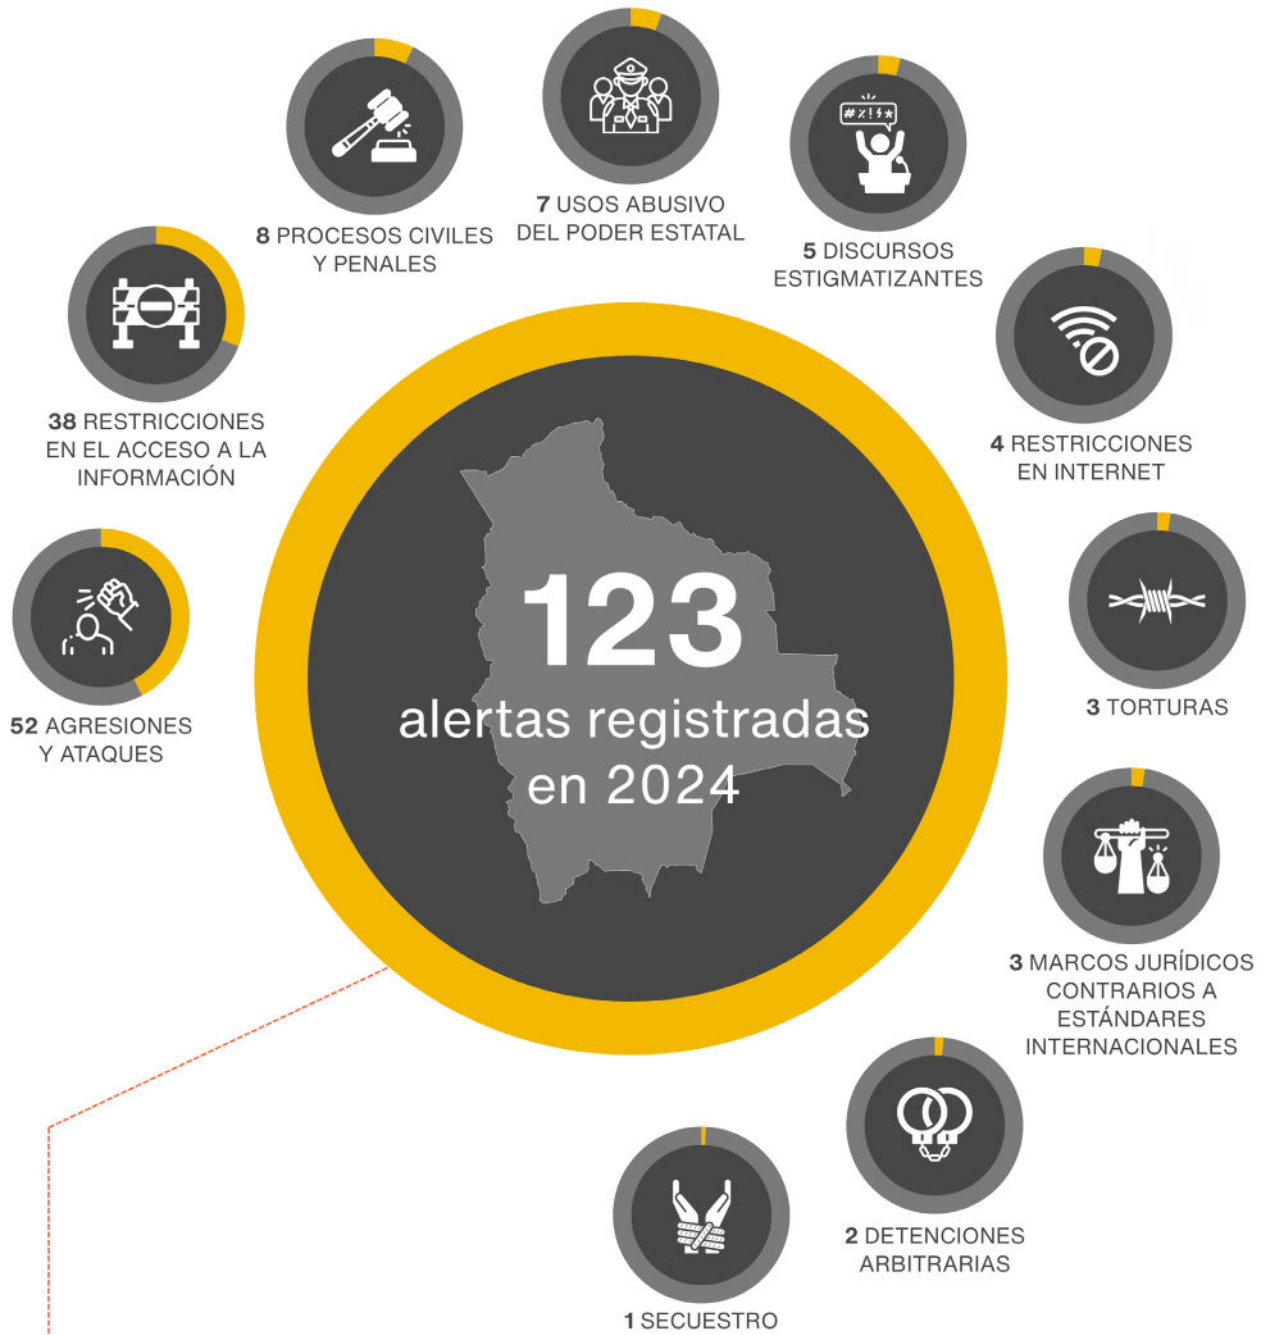 #%!ϟ*
8 PROCESOS CIVILES
Y PENALES
7 USOS ABUSIVO
DEL PODER ESTATAL
5 DISCURSOS
ESTIGMATIZANTES
38 RESTRICCIONES
EN EL ACCESO A LA
INFORMACIÓN
4 RESTRICCIONES
EN INTERNET
52 AGRESIONES
Y ATAQUES
123
alertas registradas
en 2024
3 TORTURAS
3 MARCOS JURÍDICOS
CONTRARIOS A
ESTÁNDARES
INTERNACIONALES
2 DETENCIONES
ARBITRARIAS
1 SECUESTRO